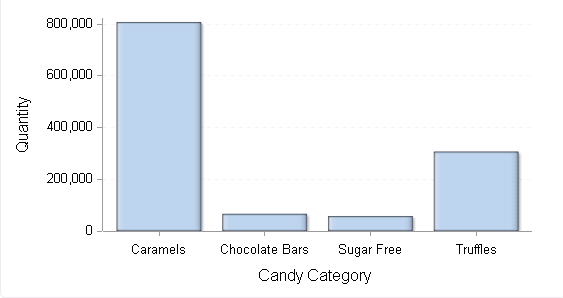 800,000
600,000
400,000
200,000
0
Quantity
Caramels Chocolate Bars Sugar Free Truffles
Candy Category